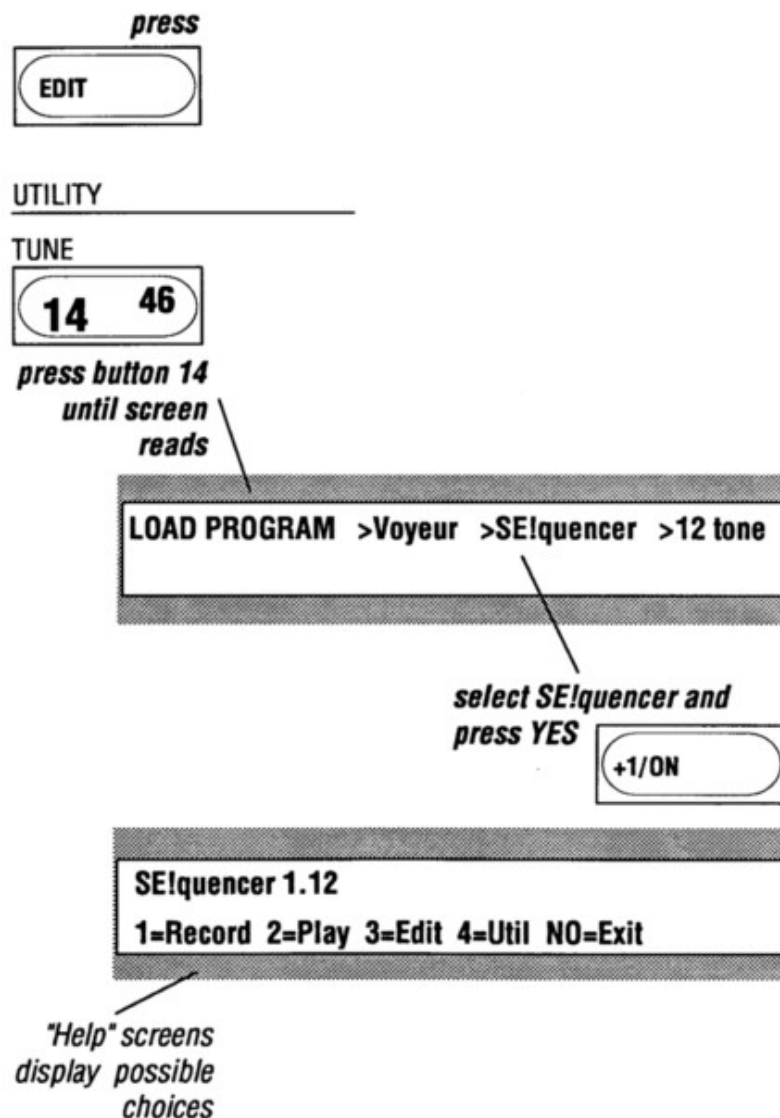 press
EDIT
UTILITY
TUNE
14 46
press button 14
until screen
reads
LOAD PROGRAM >Voyeur >SE!quencer >12 tone
select SE!quencer and
press YES
+1/ON
SE!quencer 1.12
1=Record 2=Play 3=Edit 4=Util NO=Exit
"Help" screens
display possible
choices